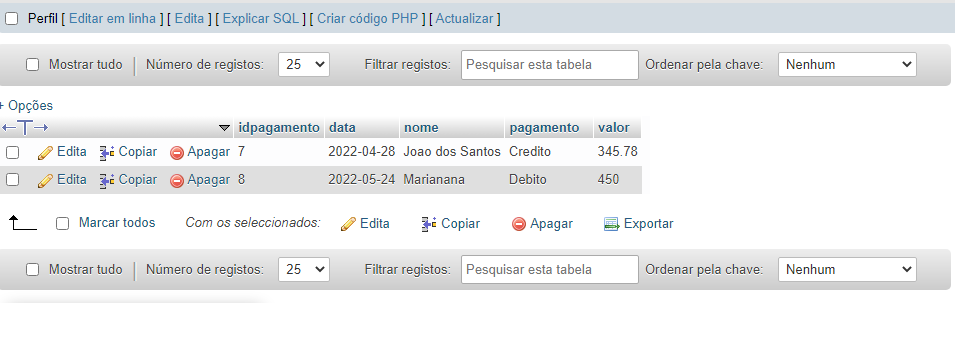 Perfil [ Editar em linha ] [ Edita ] [ Explicar SQL ] [ Criar código PHP ] [ Actualizar ]
Mostrar tudo Número de registos: 25 Filtrar registos: Pesquisar esta tabela Ordenar pela chave: Nenhum
+ Opções
idpagamento data nome pagamento valor
Edita Copiar Apagar 7 2022-04-28 Joao dos Santos Credito 345.78
Edita Copiar Apagar 8 2022-05-24 Marianana Debito 450
Marcar todos Com os seleccionados: Edita Copiar Apagar Exportar
Mostrar tudo Número de registos: 25 Filtrar registos: Pesquisar esta tabela Ordenar pela chave: Nenhum